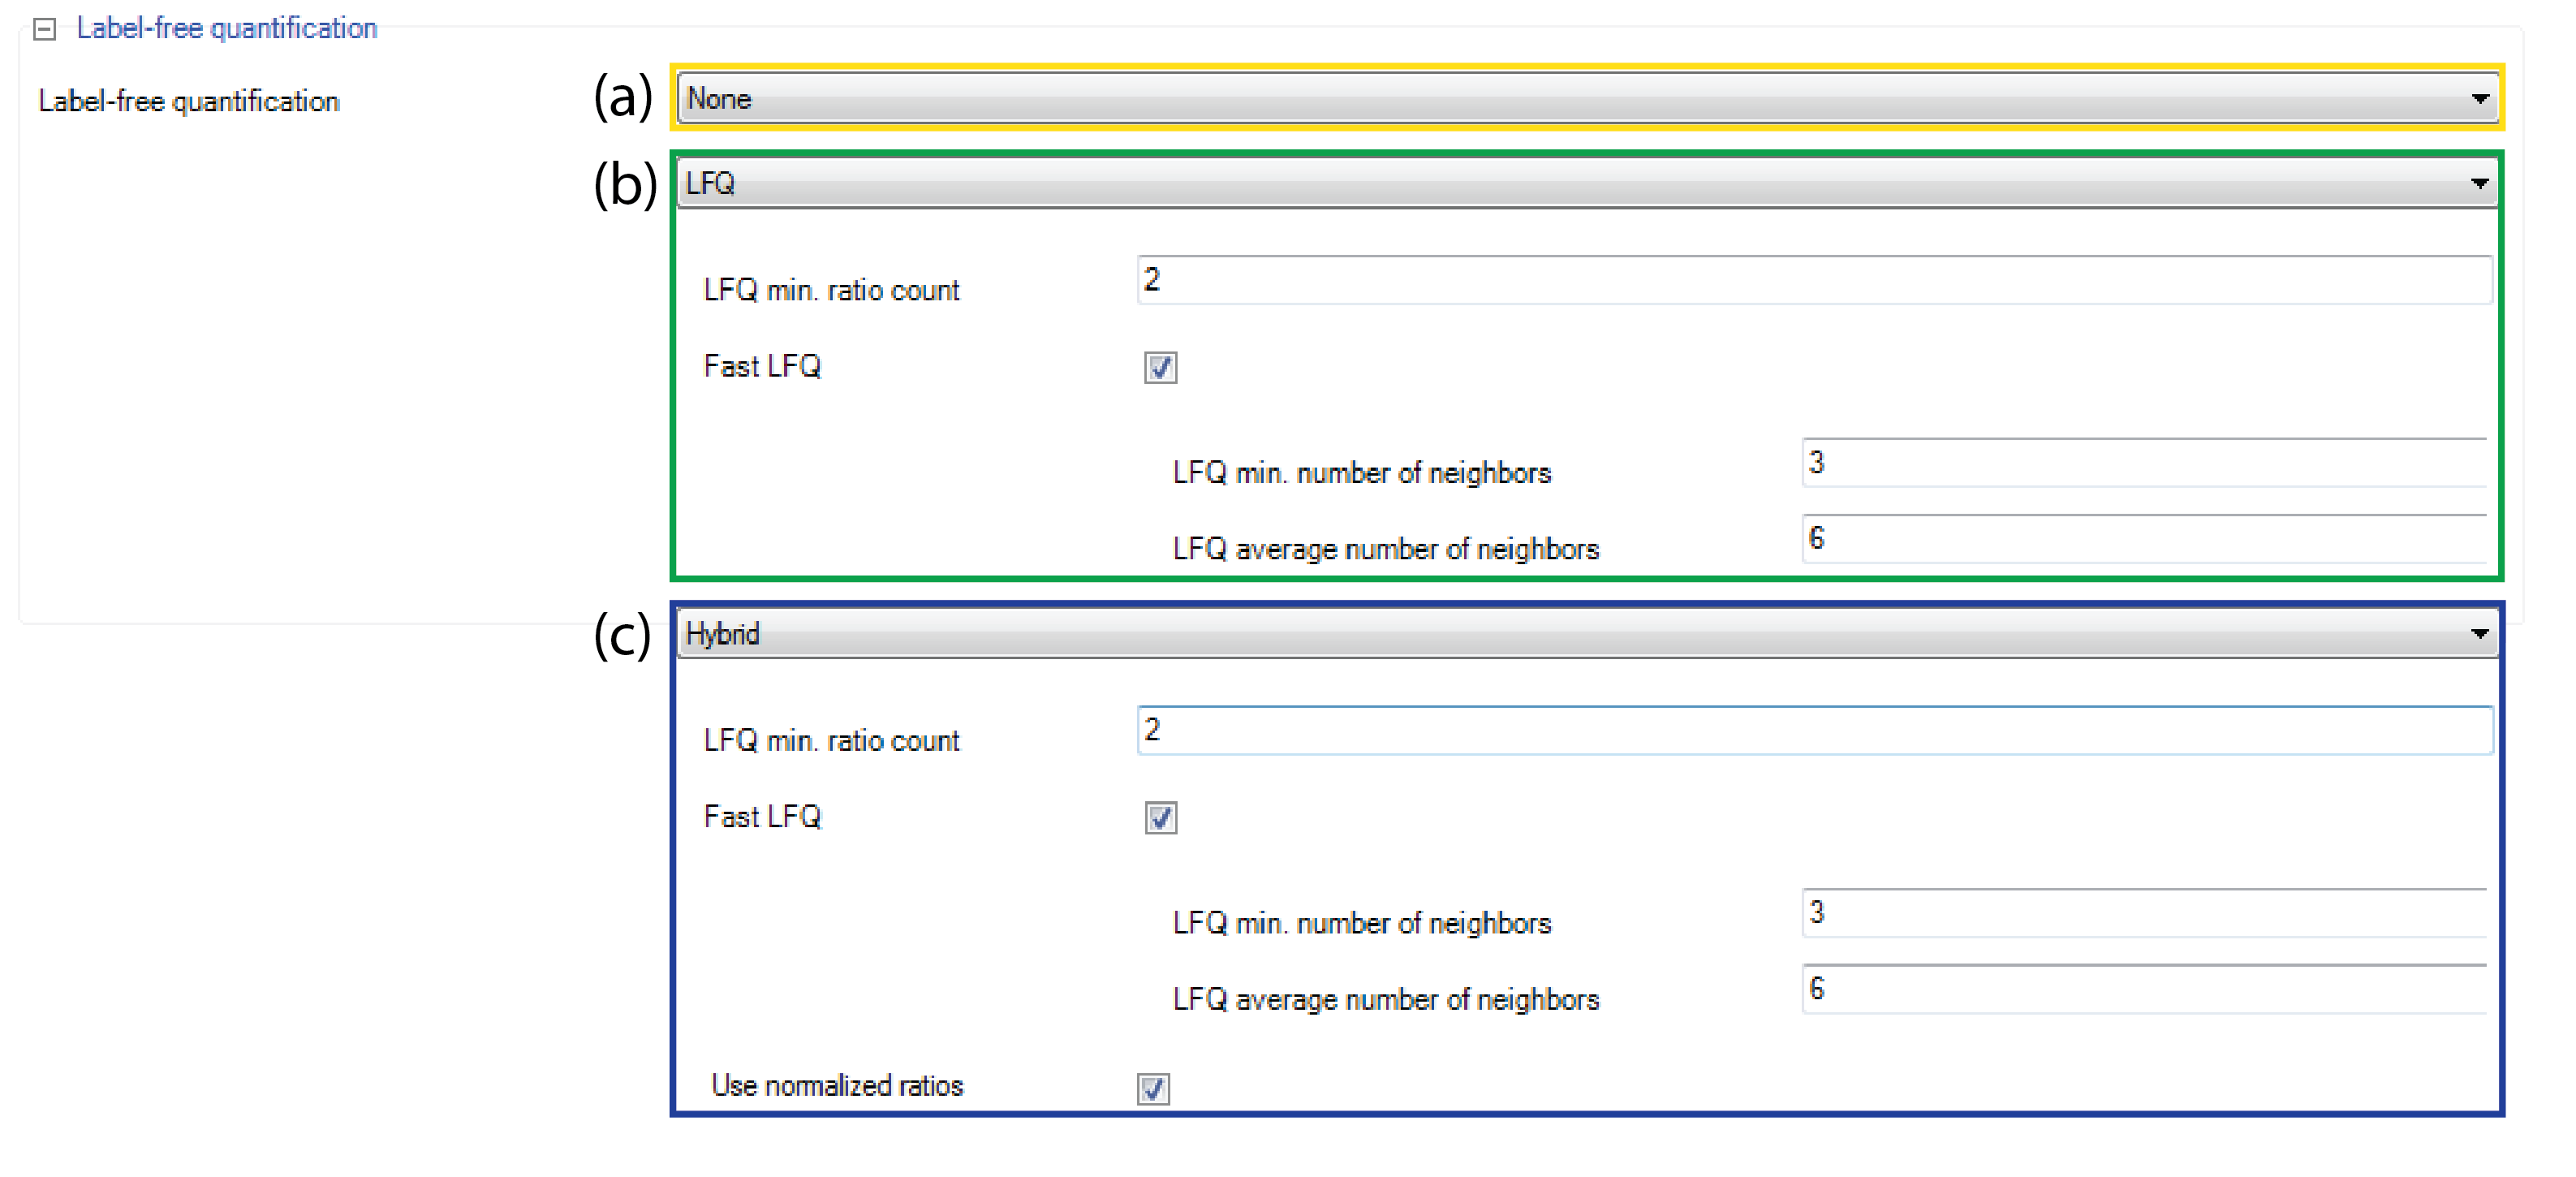 Label-free quantification
Label-free quantification (a) None
(b) LFQ
LFQ min. ratio count 2
Fast LFQ
LFQ min. number of neighbors 3
LFQ average number of neighbors 6
(c) Hybrid
LFQ min. ratio count 2
Fast LFQ
LFQ min. number of neighbors 3
LFQ average number of neighbors 6
Use normalized ratios